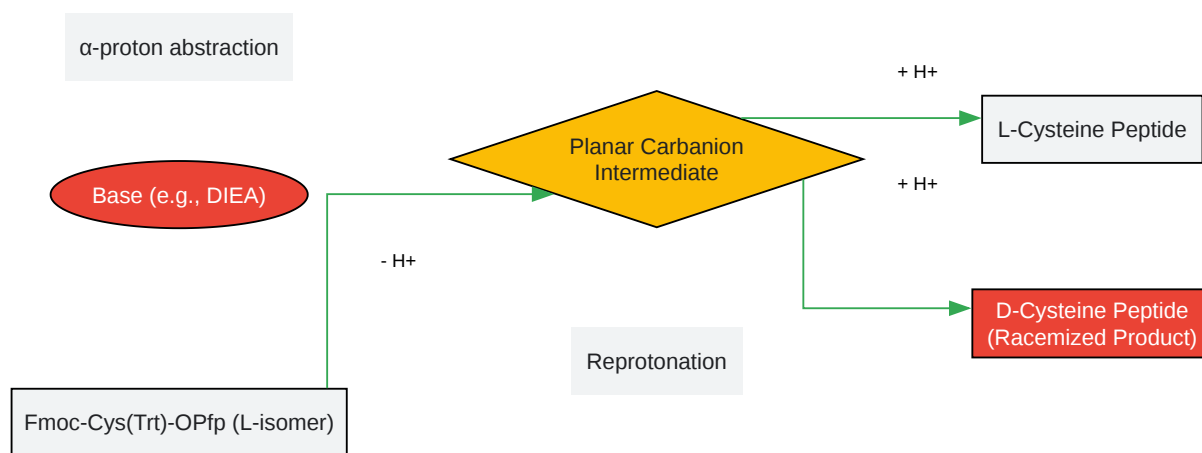 α-proton abstraction
+ H+
L-Cysteine Peptide
Planar Carbanion
Intermediate
Base (e.g., DIEA)
+ H+
- H+
D-Cysteine Peptide
(Racemized Product)
Reprotonation
Fmoc-Cys(Trt)-OPfp (L-isomer)